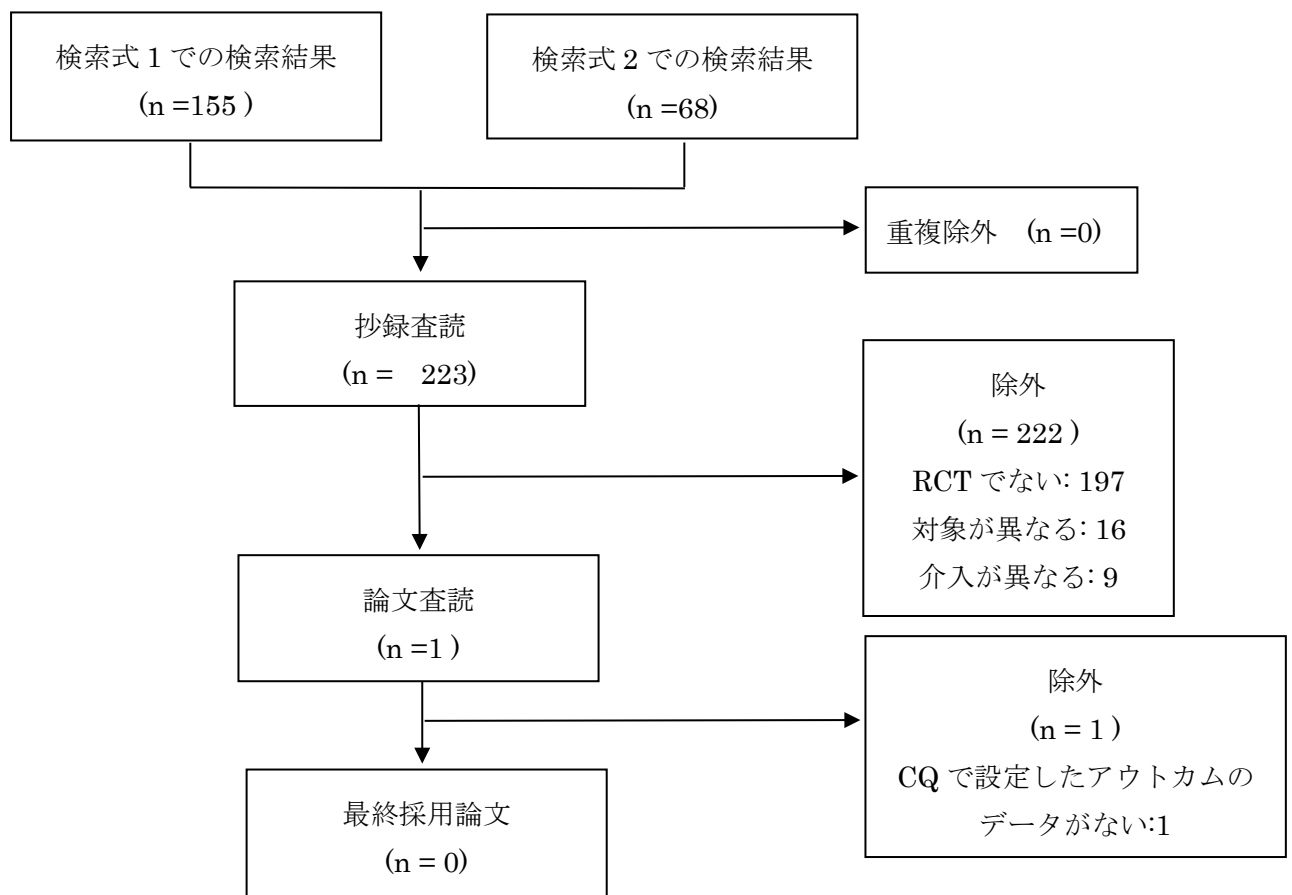 検索式 1 での検索結果
(n =155 )
検索式 2 での検索結果
(n =68)
重複除外 (n =0)
抄録査読
(n = 223)
除外
(n = 222 )
RCT でない: 197
対象が異なる: 16
介入が異なる: 9
論文査読
(n =1 )
除外
(n = 1 )
CQ で設定したアウトカムの
データがない:1
最終採用論文
(n = 0)